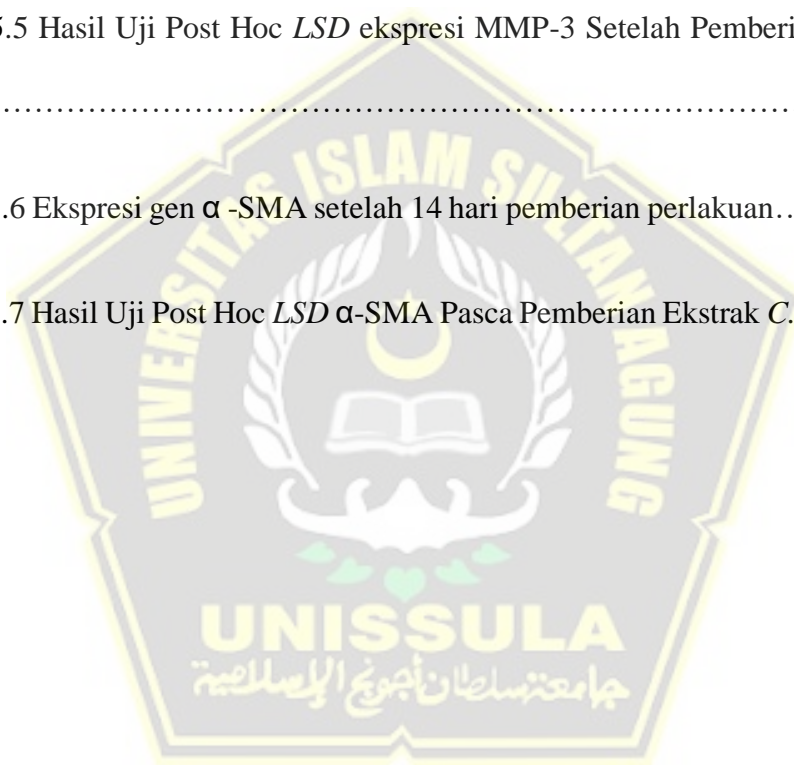 5.5 Hasil Uji Post Hoc LSD ekspresi MMP-3 Setelah Pemberi
……………………………………………………………………
.6 Ekspresi gen α -SMA setelah 14 hari pemberian perlakuan…
.7 Hasil Uji Post Hoc LSD α-SMA Pasca Pemberian Ekstrak C.
UNIVERSITAS ISLAM SULTAN AGUNG
UNISSULA
جامعنسلطان أجونج الإسلامية